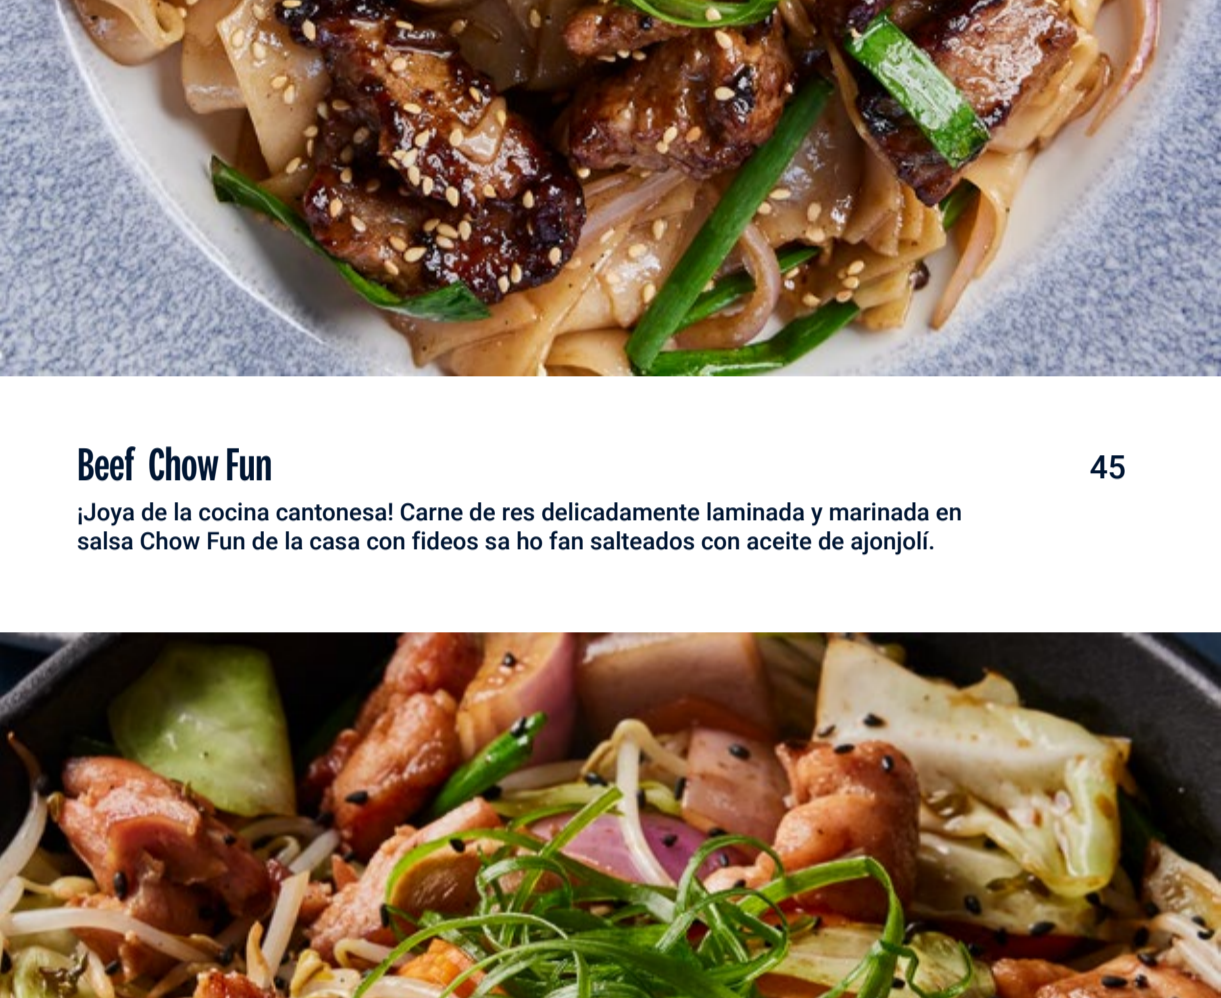 Beef Chow Fun
45
¡Joya de la cocina cantonesa! Carne de res delicadamente laminada y marinada en
salsa Chow Fun de la casa con fideos sa ho fan salteados con aceite de ajonjolí.